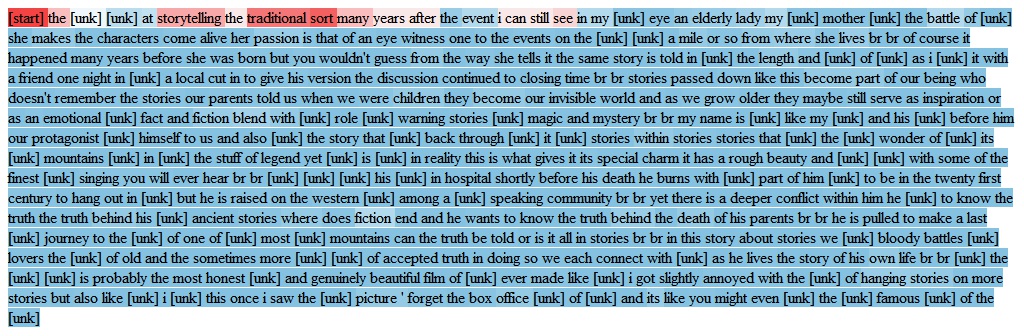 [start] the [unk] [unk] at storytelling the traditional sort many years after the event i can still see in my [unk] eye an elderly lady my [unk] mother [unk] the battle of [unk]
she makes the characters come alive her passion is that of an eye witness one to the events on the [unk] [unk] a mile or so from where she lives br br of course it
happened many years before she was born but you wouldn't guess from the way she tells it the same story is told in [unk] the length and [unk] of [unk] as i [unk] it with
a friend one night in [unk] a local cut in to give his version the discussion continued to closing time br br stories passed down like this become part of our being who
doesn't remember the stories our parents told us when we were children they become our invisible world and as we grow older they maybe still serve as inspiration or
as an emotional [unk] fact and fiction blend with [unk] role [unk] warning stories [unk] magic and mystery br br my name is [unk] like my [unk] and his [unk] before him
our protagonist [unk] himself to us and also [unk] the story that [unk] back through [unk] it [unk] stories within stories stories that [unk] the [unk] wonder of [unk] its
[unk] mountains [unk] in [unk] the stuff of legend yet [unk] is [unk] in reality this is what gives it its special charm it has a rough beauty and [unk] [unk] with some of the
finest [unk] singing you will ever hear br br [unk] [unk] [unk] his [unk] in hospital shortly before his death he burns with [unk] part of him [unk] to be in the twenty first
century to hang out in [unk] but he is raised on the western [unk] among a [unk] speaking community br br yet there is a deeper conflict within him he [unk] to know the
truth the truth behind his [unk] ancient stories where does fiction end and he wants to know the truth behind the death of his parents br br he is pulled to make a last
[unk] journey to the [unk] of one of [unk] most [unk] mountains can the truth be told or is it all in stories br br in this story about stories we [unk] bloody battles [unk]
lovers the [unk] of old and the sometimes more [unk] [unk] of accepted truth in doing so we each connect with [unk] as he lives the story of his own life br br [unk] the
[unk] [unk] is probably the most honest [unk] and genuinely beautiful film of [unk] ever made like [unk] i got slightly annoyed with the [unk] of hanging stories on more
stories but also like [unk] i [unk] this once i saw the [unk] picture ' forget the box office [unk] of [unk] and its like you might even [unk] the [unk] famous [unk] of the
[unk]